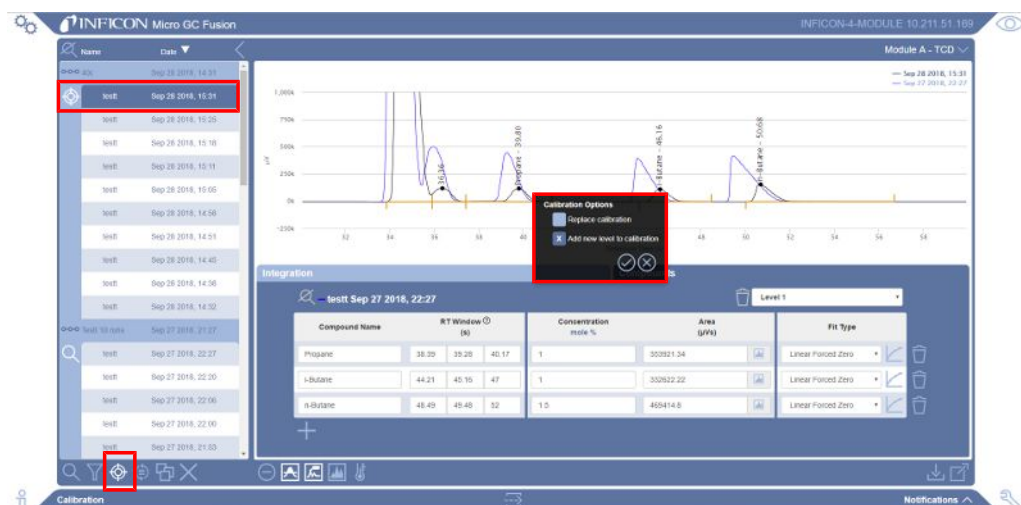 INFICON Micro GC Fusion
INFICON-4-MODULE 10.211.51.169
Name Date
Module A - TCD
Sep 28 2018, 14:31
testt Sep 28 2018, 15:31
testt Sep 28 2018, 15:25
testt Sep 28 2018, 15:18
testt Sep 28 2018, 15:11
testt Sep 28 2018, 15:05
testt Sep 28 2018, 14:58
testt Sep 28 2018, 14:51
testt Sep 28 2018, 14:45
testt Sep 28 2018, 14:38
testt Sep 28 2018, 14:32
testt 10 runs Sep 27 2018, 21:27
testt Sep 27 2018, 22:27
testt Sep 27 2018, 22:20
testt Sep 27 2018, 22:06
testt Sep 27 2018, 22:00
testt Sep 27 2018, 21:53
Sep 28 2018, 15:31
Sep 27 2018, 22:27
1,000k
750k
500k
250k
0k
-250k
µV
36.36
Propane - 39.80
i-Butane - 46.16
n-Butane - 50.68
32 34 36 38 40 48 50 52 54 56 58
Calibration Options
Replace calibration
X Add new level to calibration
Integration
testt Sep 27 2018, 22:27
Level 1
Compound Name RT Window (s) Concentration mole % Area (µVs) Fit Type
Propane 38.39 39.28 40.17 1 353921.34 Linear Forced Zero
i-Butane 44.21 45.16 47 1 332622.22 Linear Forced Zero
n-Butane 48.49 49.48 52 1.5 469414.6 Linear Forced Zero
Calibration
Notifications